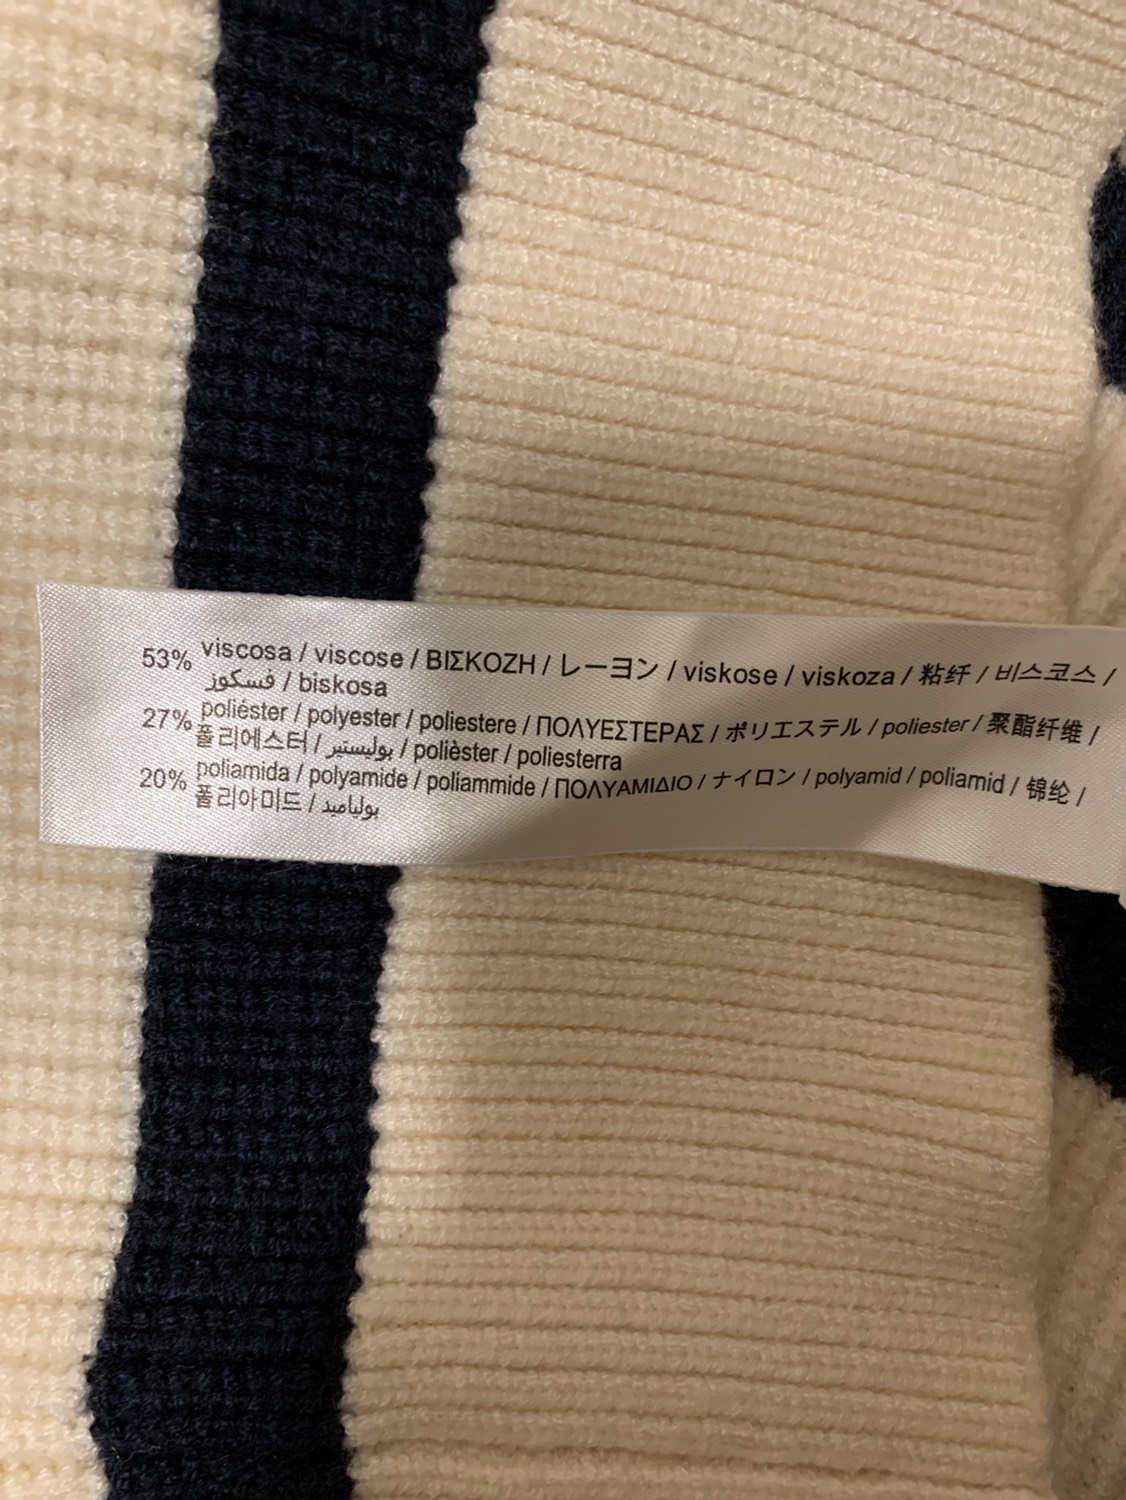 53% viscosa / viscose / ΒΙΣΚΟΖΗ / レーヨン / viskose / viskoza / 粘纤 / 비스코스 /
فسكوز / biskosa
27% poliéster / polyester / poliestere / ΠΟΛΥΕΣΤΕΡΑΣ / ポリエステル / poliester / 聚酯纤维 /
폴리에스터 / بوليستير / polièster / poliesterra
20% poliamida / polyamide / poliammide / ΠΟΛΥΑΜΙΔΙΟ / ナイロン / polyamid / poliamid / 锦纶 /
폴리아미드 / بولياميد